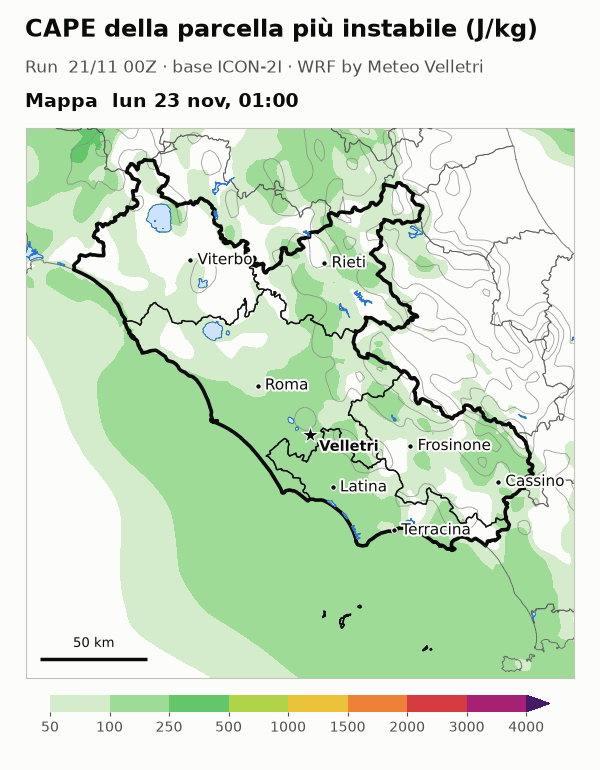 CAPE della parcella più instabile (J/kg)
Run  21/11 00Z · base ICON-2I · WRF by Meteo Velletri
Mappa  lun 23 nov, 01:00
Viterbo
Rieti
Roma
Velletri
Frosinone
Cassino
Latina
Terracina
50 km
50 100 250 500 1000 1500 2000 3000 4000